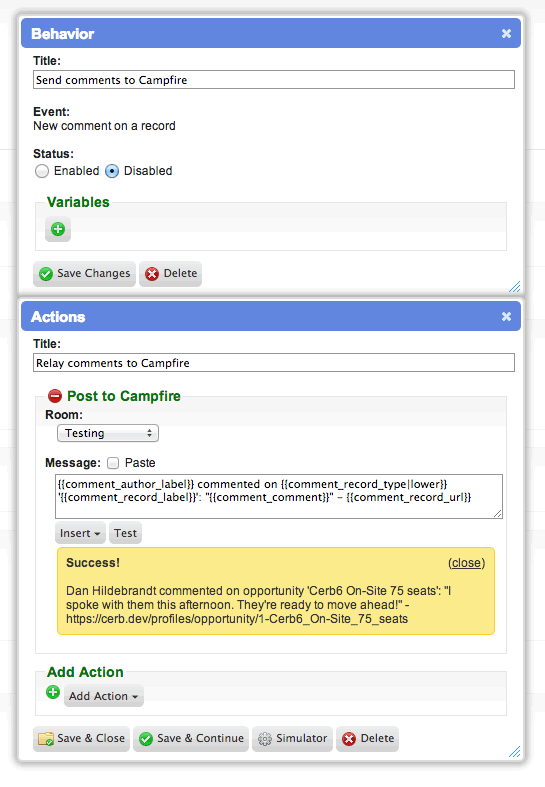 Behavior
Title:
Send comments to Campfire
Event:
New comment on a record
Status:
Enabled Disabled
Variables
Save Changes Delete
Actions
Title:
Relay comments to Campfire
Post to Campfire
Room:
Testing
Message: Paste
{{comment_author_label}} commented on {{comment_record_type|lower}}
'{{comment_record_label}}': "{{comment_comment}}" - {{comment_record_url}}
Insert Test
Success! (close)
Dan Hildebrandt commented on opportunity 'Cerb6 On-Site 75 seats': "I
spoke with them this afternoon. They're ready to move ahead!" -
https://cerb.dev/profiles/opportunity/1-Cerb6_On-Site_75_seats
Add Action
Add Action
Save & Close Save & Continue Simulator Delete